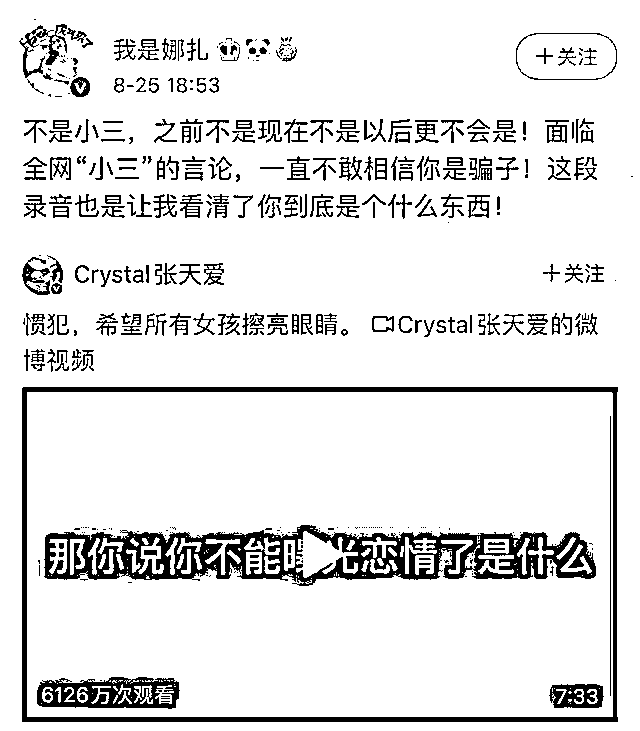 我是娜扎
8-25 18:53
+关注
不是小三，之前不是现在不是以后更不会是！面临
全网“小三”的言论，一直不敢相信你是骗子！这段
录音也是让我看清了你到底是个什么东西！
Crystal张天爱
+关注
惯犯，希望所有女孩擦亮眼睛。Crystal张天爱的微
博视频
那你说你不能曝光恋情了是什么
6126万次观看
7:33